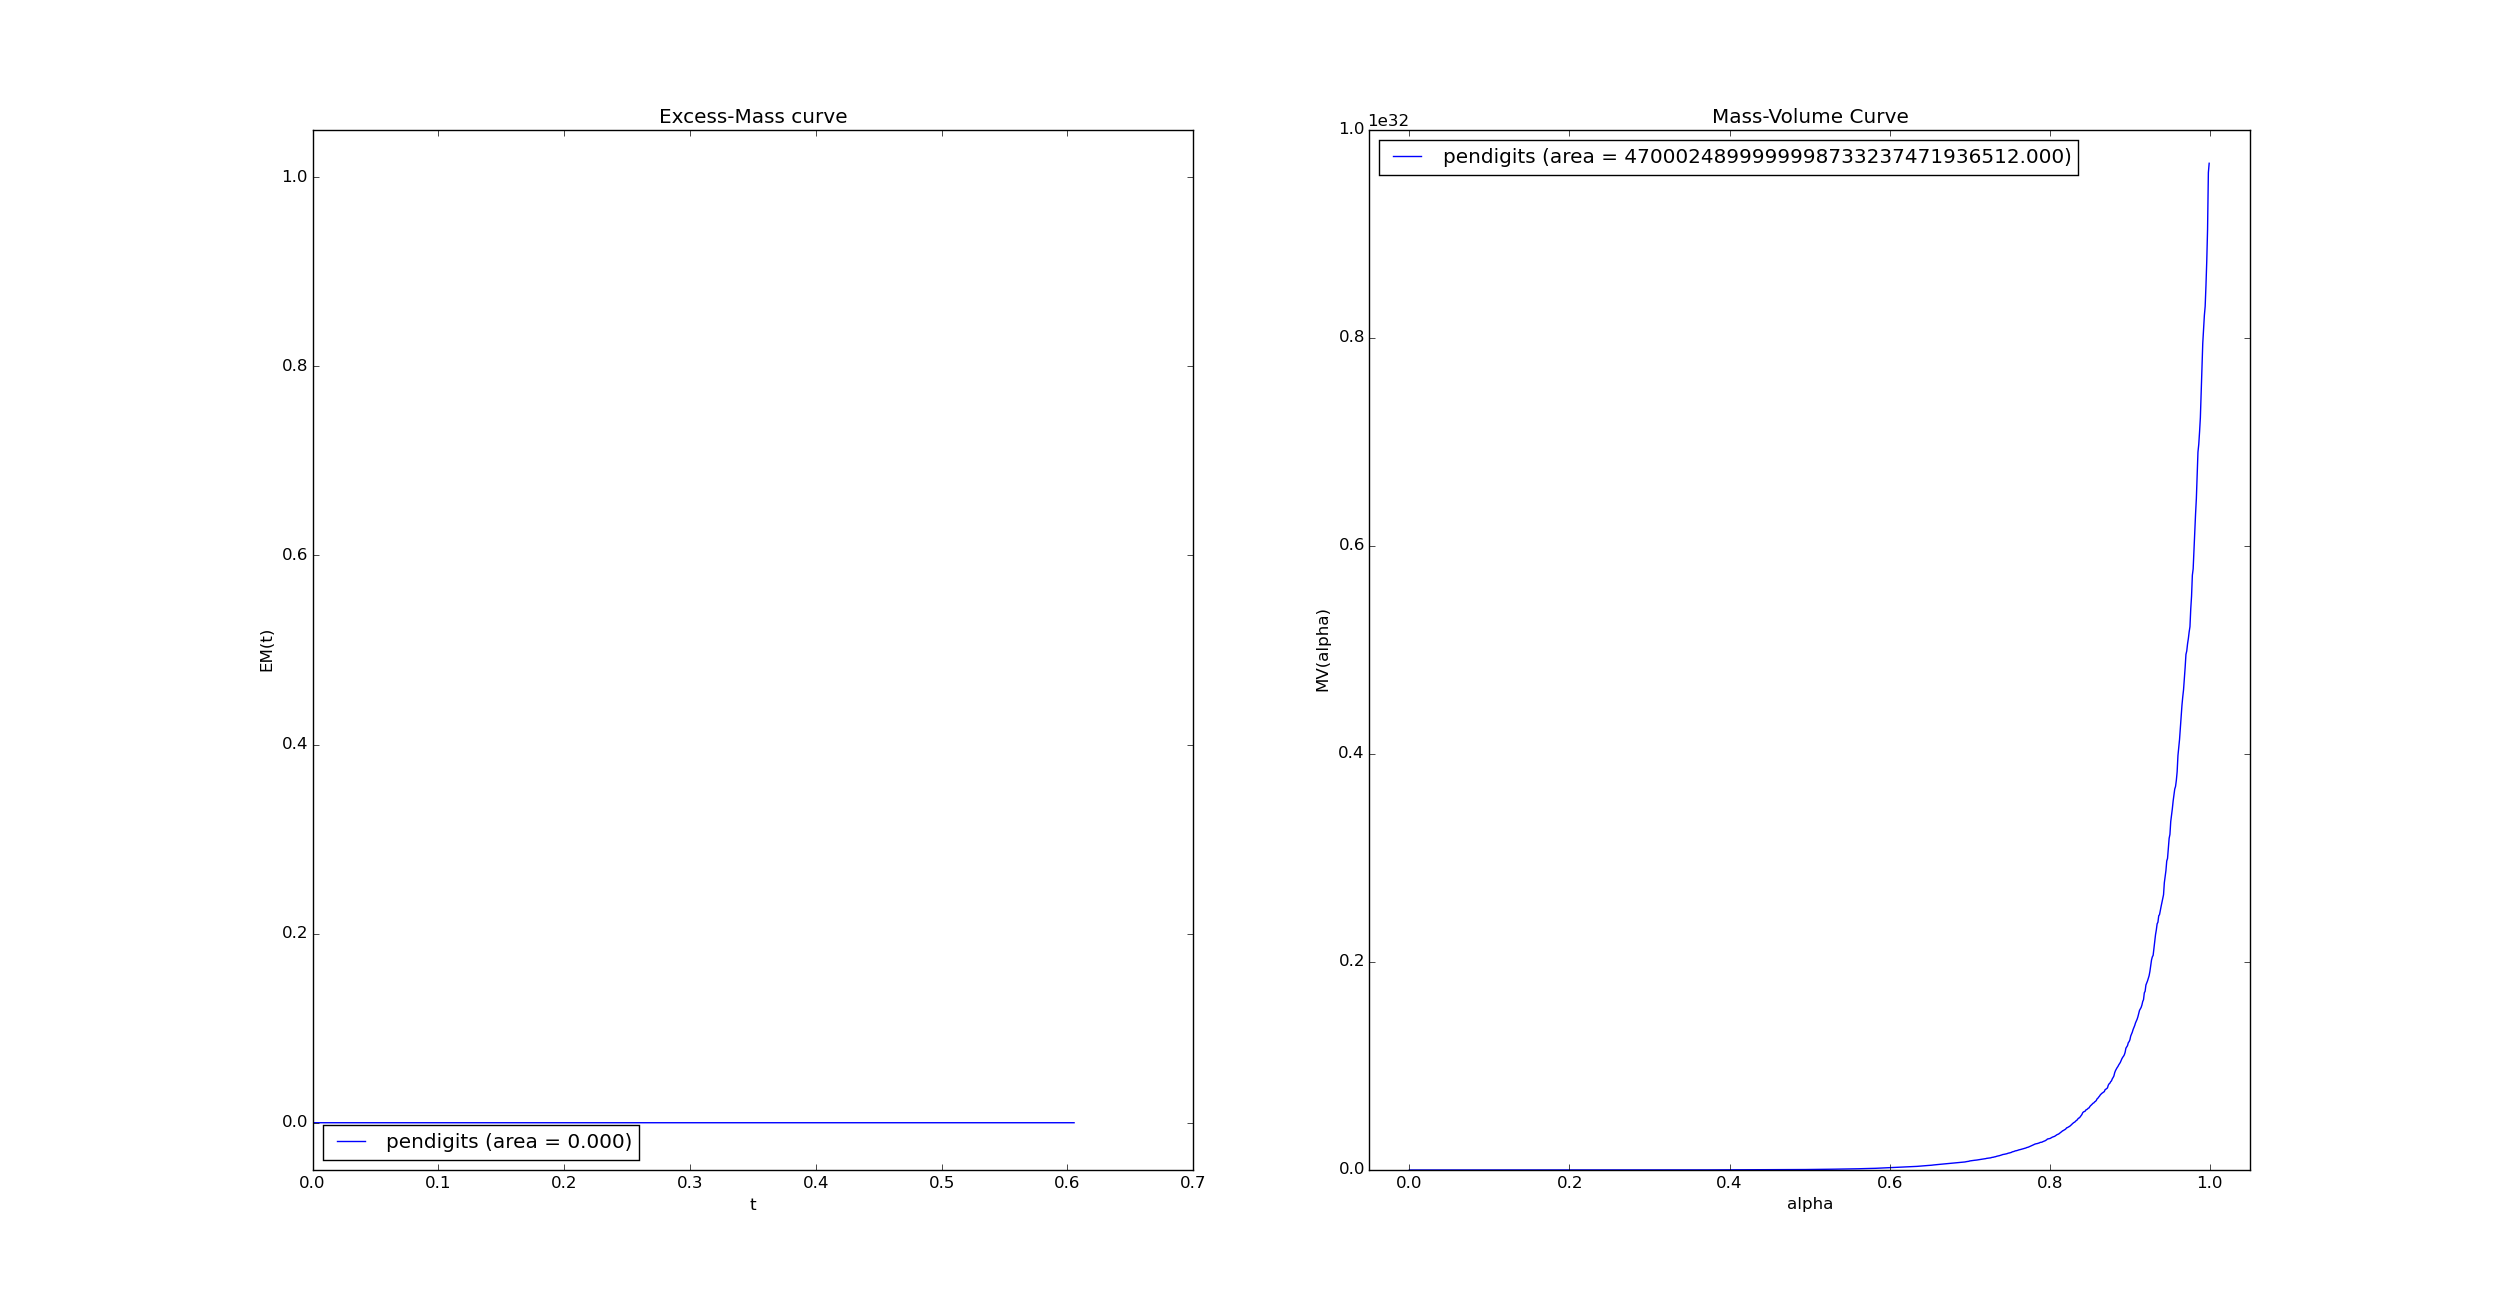 Excess-Mass curve
1.0
0.8
0.6
0.4
0.2
0.0
EM(t)
pendigits (area = 0.000)
0.0 0.1 0.2 0.3 0.4 0.5 0.6 0.7
t
Mass-Volume Curve
1e32
1.0
0.8
0.6
0.4
0.2
0.0
MV(alpha)
pendigits (area = 4700024899999998733237471936512.000)
0.0 0.2 0.4 0.6 0.8 1.0
alpha